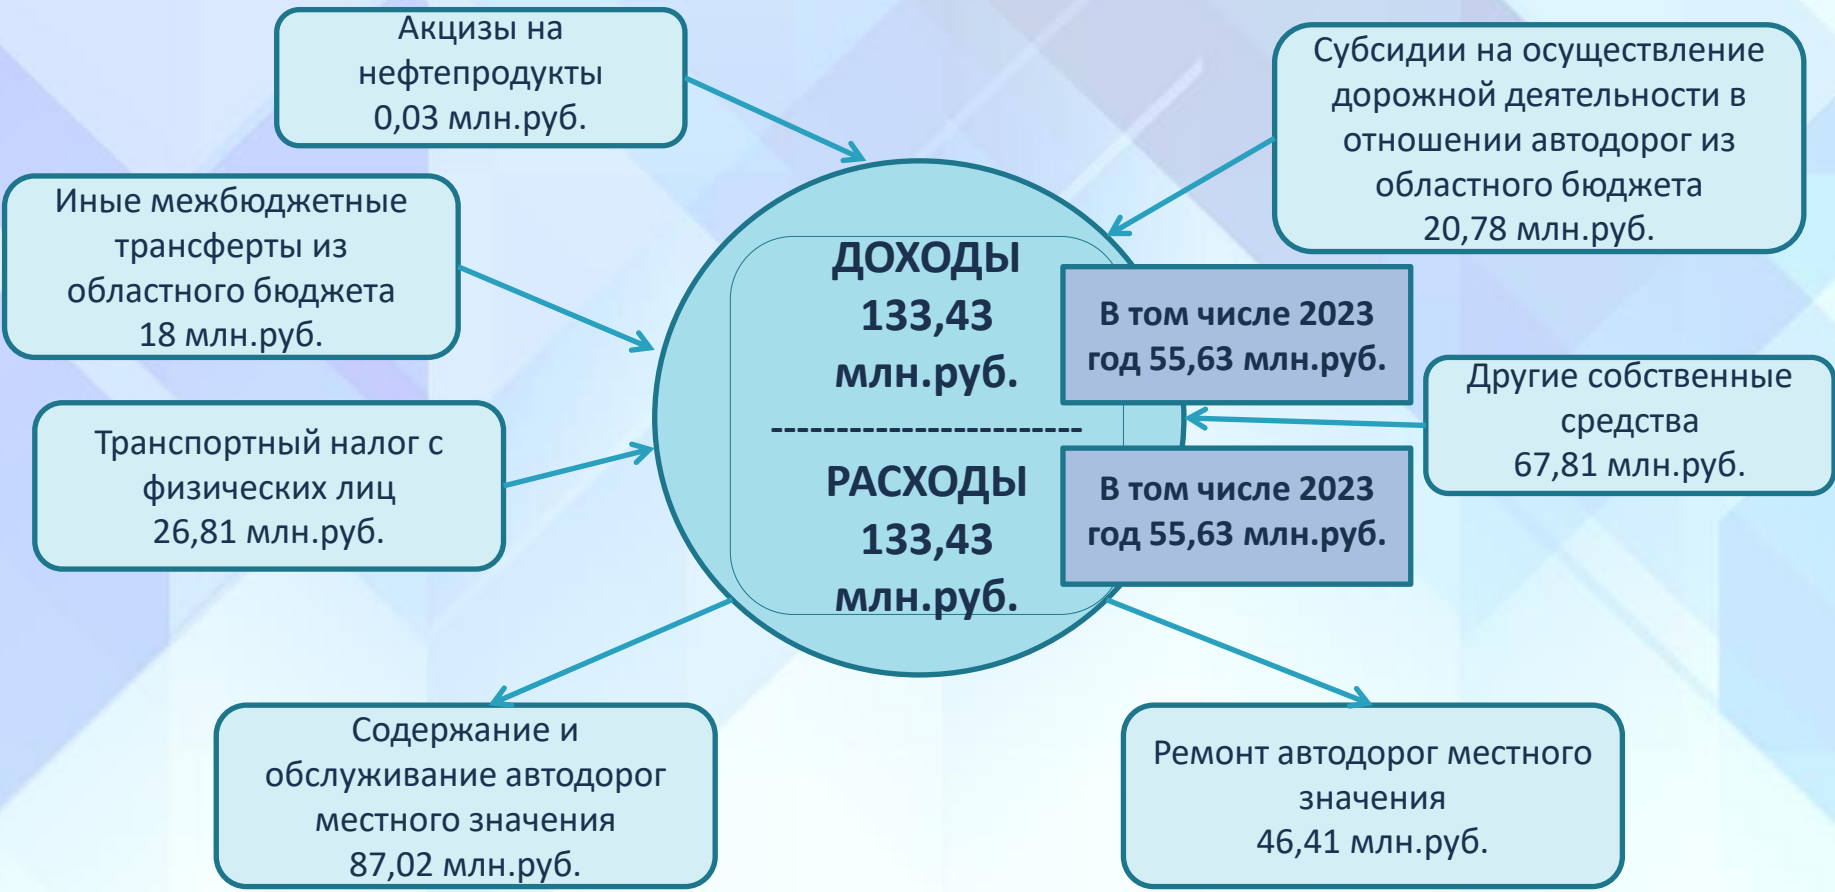 Акцизы на
нефтепродукты
0,03 млн.руб.
Субсидии на осуществление
дорожной деятельности в
отношении автодорог из
областного бюджета
20,78 млн.руб.
Иные межбюджетные
трансферты из
областного бюджета
18 млн.руб.
ДОХОДЫ
133,43
млн.руб.
------------------------
РАСХОДЫ
133,43
млн.руб.
В том числе 2023
год 55,63 млн.руб.
В том числе 2023
год 55,63 млн.руб.
Другие собственные
средства
67,81 млн.руб.
Транспортный налог с
физических лиц
26,81 млн.руб.
Содержание и
обслуживание автодорог
местного значения
87,02 млн.руб.
Ремонт автодорог местного
значения
46,41 млн.руб.